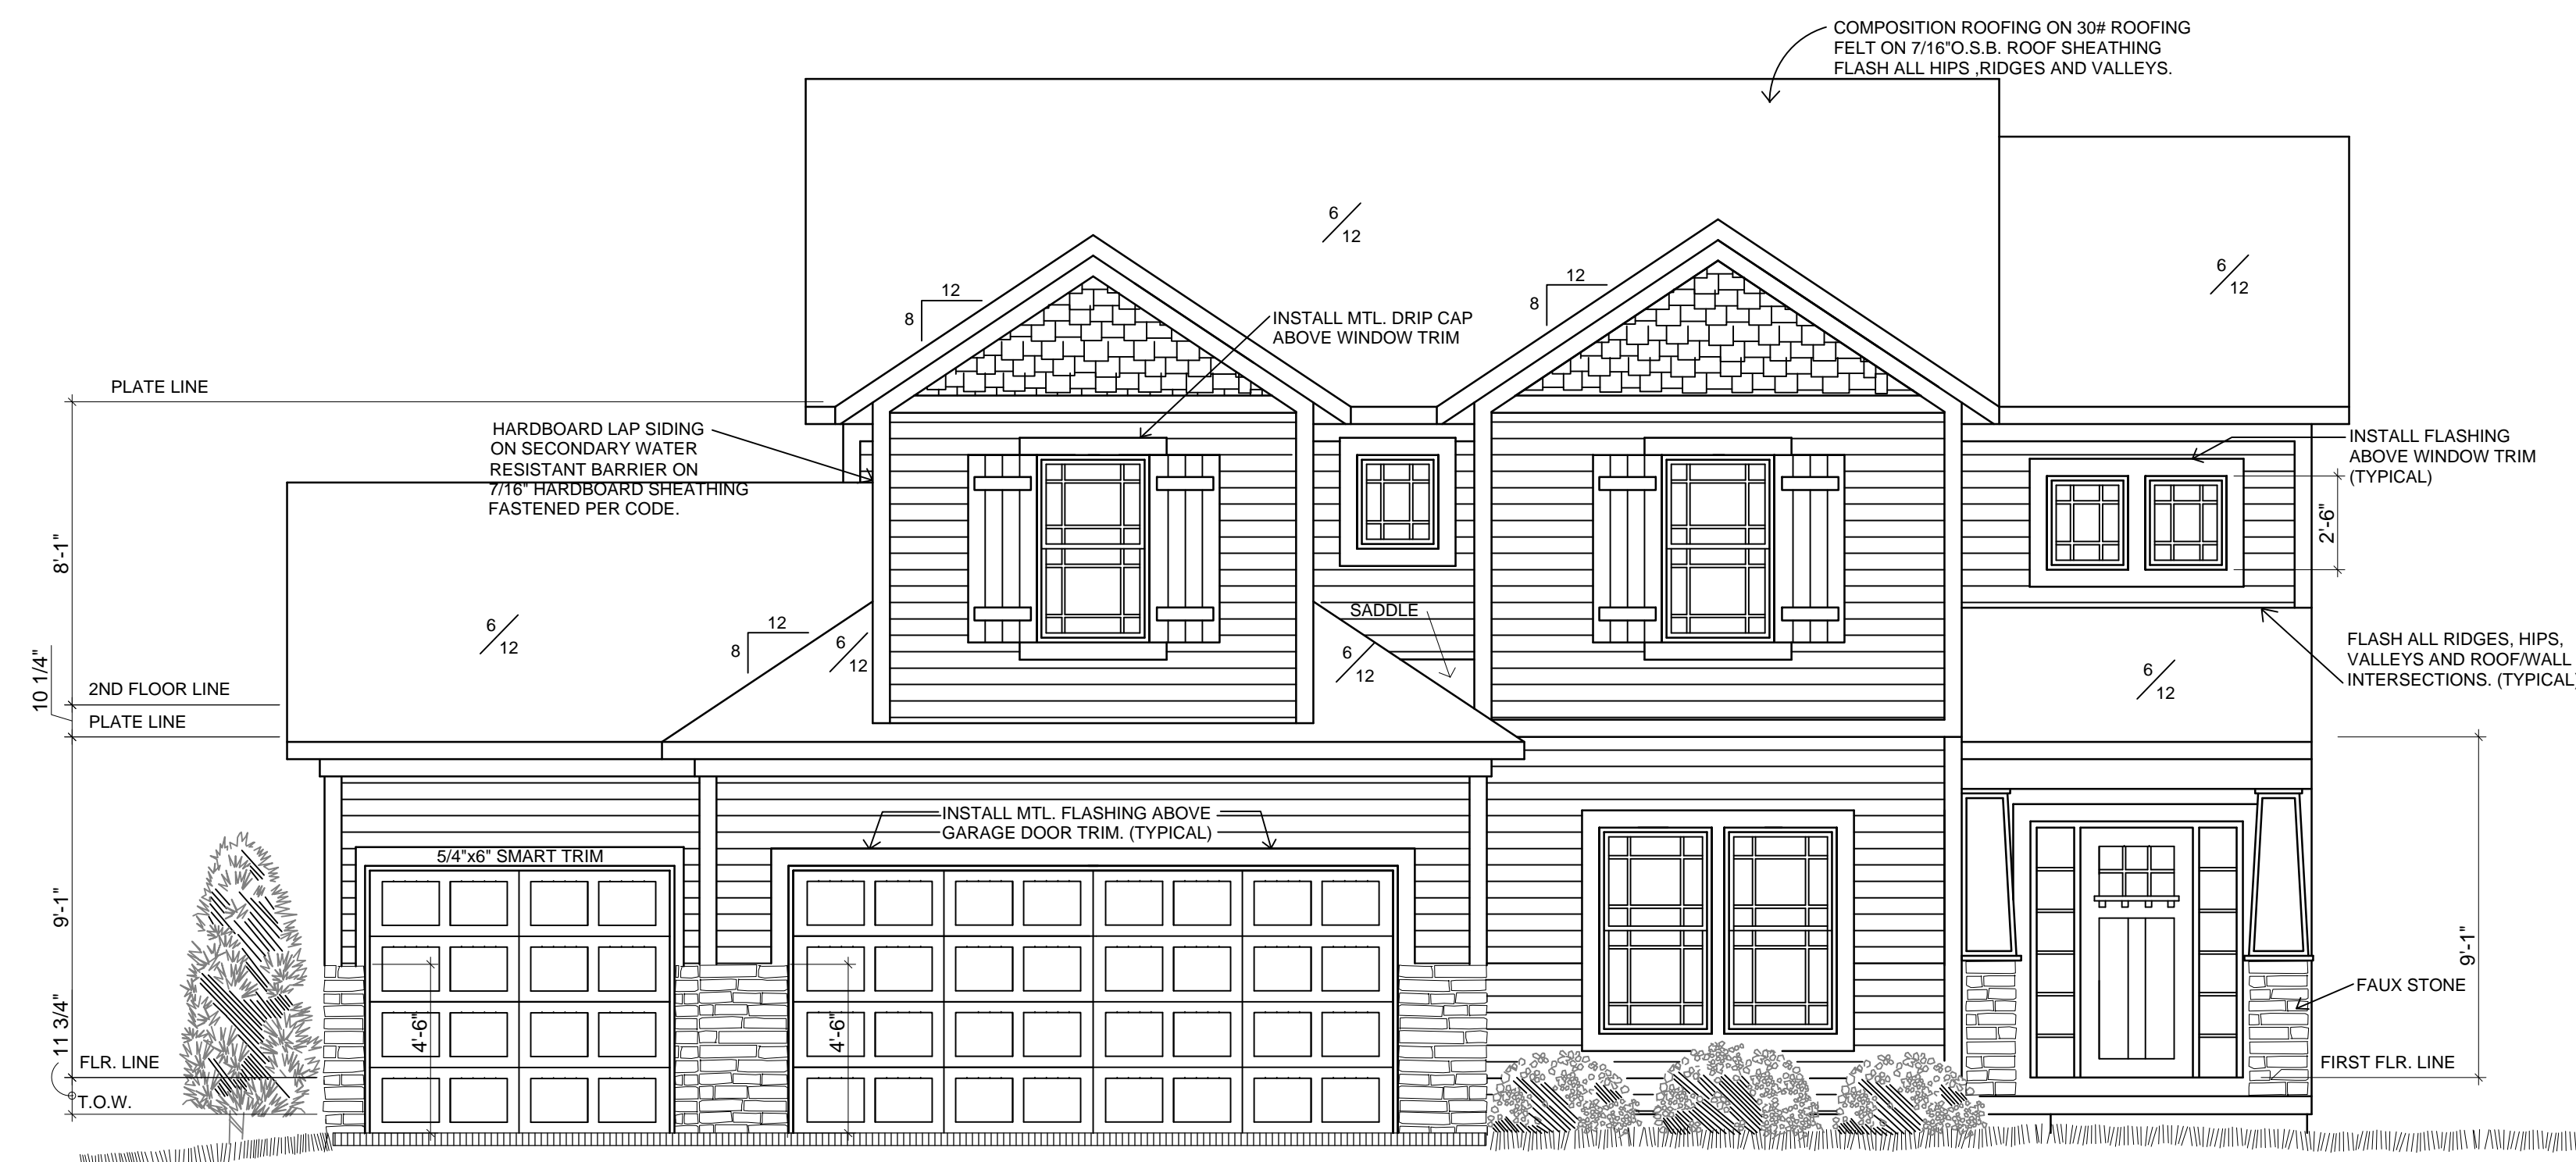 COMPOSITION ROOFING ON 30# ROOFING
FELT ON 7/16"O.S.B. ROOF SHEATHING
FLASH ALL HIPS ,RIDGES AND VALLEYS.
6
12
6
12
12
8
12
8
INSTALL MTL. DRIP CAP
ABOVE WINDOW TRIM
PLATE LINE
HARDBOARD LAP SIDING
ON SECONDARY WATER
RESISTANT BARRIER ON
7/16" HARDBOARD SHEATHING
FASTENED PER CODE.
INSTALL FLASHING
ABOVE WINDOW TRIM
(TYPICAL)
2'-6"
8'-1"
SADDLE
12
8
6
12
6
12
6
12
6
12
FLASH ALL RIDGES, HIPS,
VALLEYS AND ROOF/WALL
INTERSECTIONS. (TYPICAL)
10 1/4"
2ND FLOOR LINE
PLATE LINE
INSTALL MTL. FLASHING ABOVE
GARAGE DOOR TRIM. (TYPICAL)
5/4"x6" SMART TRIM
9'-1"
9'-1"
FAUX STONE
4'-6"
4'-6"
11 3/4"
FLR. LINE
FIRST FLR. LINE
T.O.W.